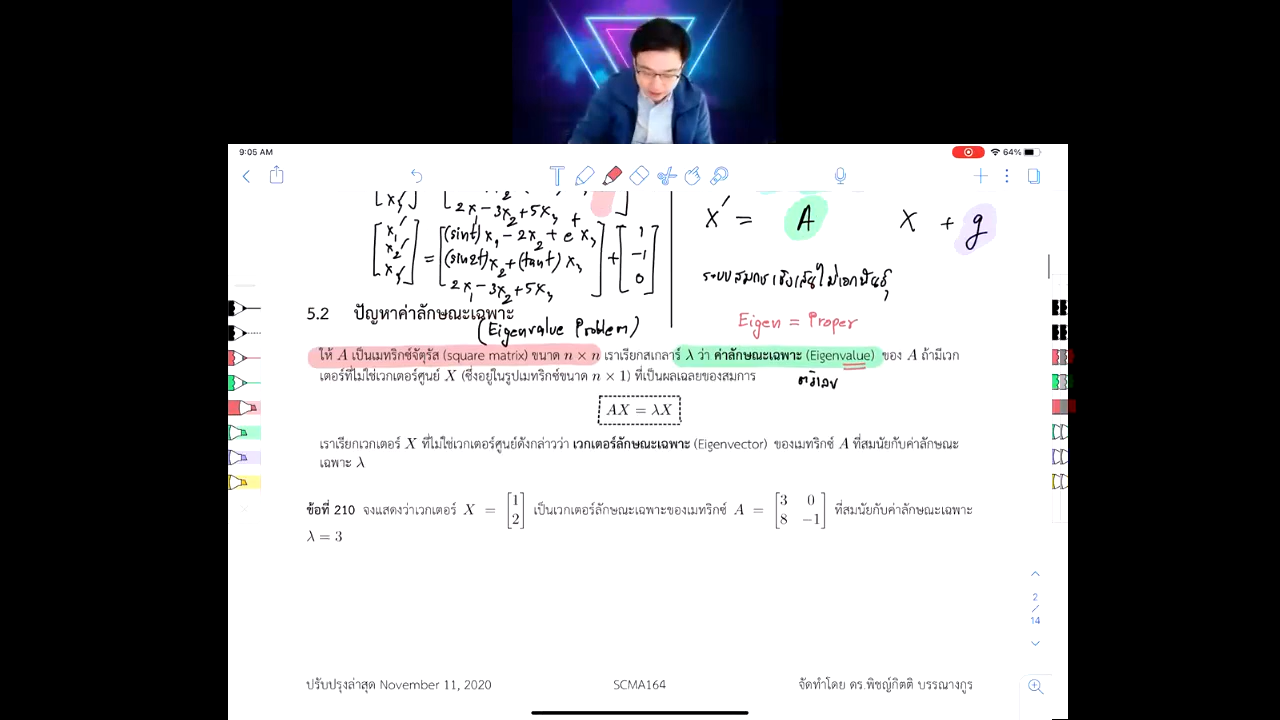 9:05 AM
64%
2x₁ - 3x₂ + 5x₃
[x₁' x₂' x₃'] = [(sin t)x₁ - 2x₂ + eᵗx₃
(sin 2t)x₂ + (tan t)x₃
2x₁ - 3x₂ + 5x₃] + [1 -1 0]
X' = A X + g
ระบบสมการเชิงเส้นไม่เอกพันธุ์
5.2 ปัญหาค่าลักษณะเฉพาะ
(Eigenvalue Problem)
Eigen = Proper
ให้ A เป็นเมทริกซ์จัตุรัส (square matrix) ขนาด n × n เราเรียกสเกลาร์ λ ว่า ค่าลักษณะเฉพาะ (Eigenvalue) ของ A ถ้ามีเวก
เตอร์ที่ไม่ใช่เวกเตอร์ศูนย์ X (ซึ่งอยู่ในรูปเมทริกซ์ขนาด n × 1) ที่เป็นผลเฉลยของสมการ
ตัวเลข
AX = λX
เราเรียกเวกเตอร์ X ที่ไม่ใช่เวกเตอร์ศูนย์ดังกล่าวว่า เวกเตอร์ลักษณะเฉพาะ (Eigenvector) ของเมทริกซ์ A ที่สมนัยกับค่าลักษณะ
เฉพาะ λ
ข้อที่ 210 จงแสดงว่าเวกเตอร์ X = [1 2] เป็นเวกเตอร์ลักษณะเฉพาะของเมทริกซ์ A = [3 0 8 −1] ที่สมนัยกับค่าลักษณะเฉพาะ
λ = 3
2
/
14
ปรับปรุงล่าสุด November 11, 2020 SCMA164 จัดทำโดย ดร.พิชญ์กิตติ บรรณางกูร